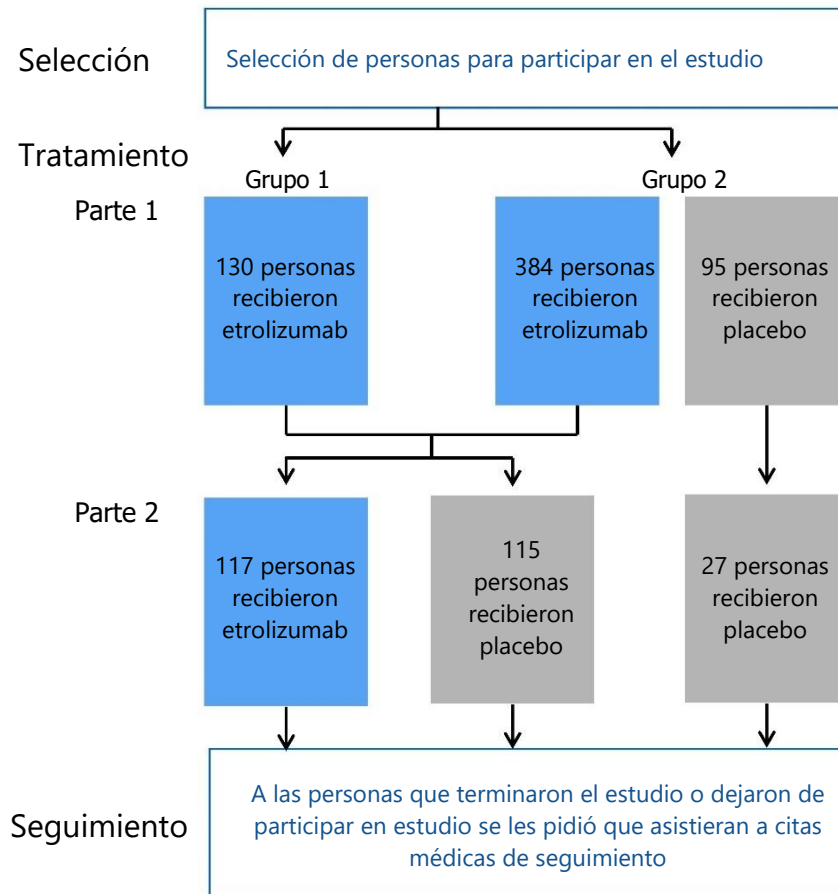 Selección
Selección de personas para participar en el estudio
Tratamiento
Grupo 1
Grupo 2
Parte 1
130 personas
recibieron
etrolizumab
384 personas
recibieron
etrolizumab
95 personas
recibieron
placebo
Parte 2
117 personas
recibieron
etrolizumab
115
personas
recibieron
placebo
27 personas
recibieron
placebo
Seguimiento
A las personas que terminaron el estudio o dejaron de
participar en estudio se les pidió que asistieran a citas
médicas de seguimiento